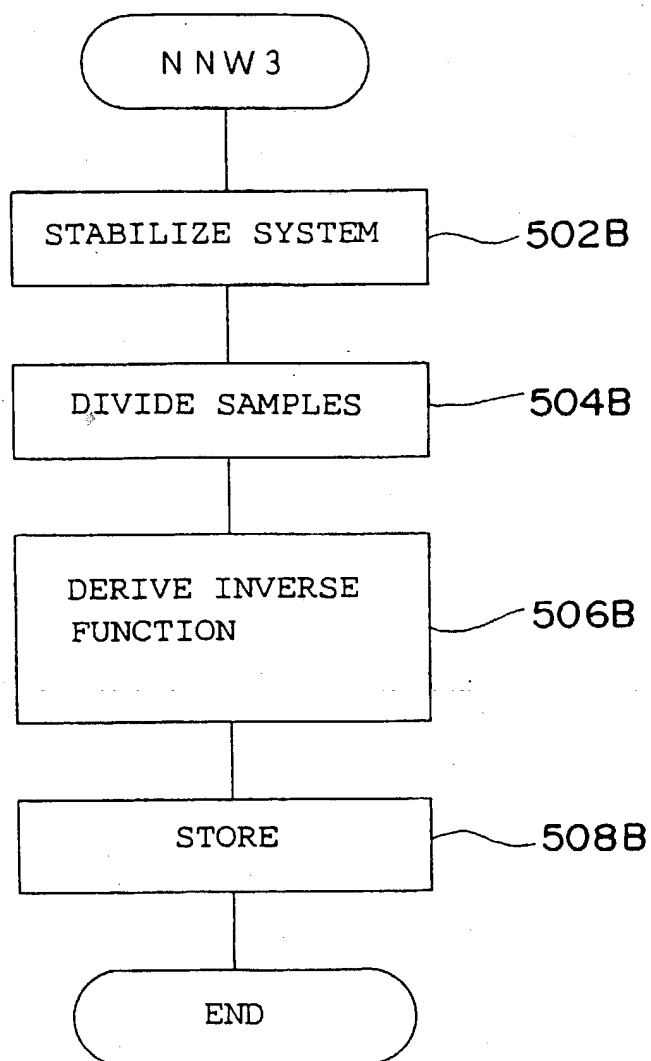 NNW3
STABILIZE SYSTEM
502B
DIVIDE SAMPLES
504B
DERIVE INVERSE
FUNCTION
506B
STORE
508B
END